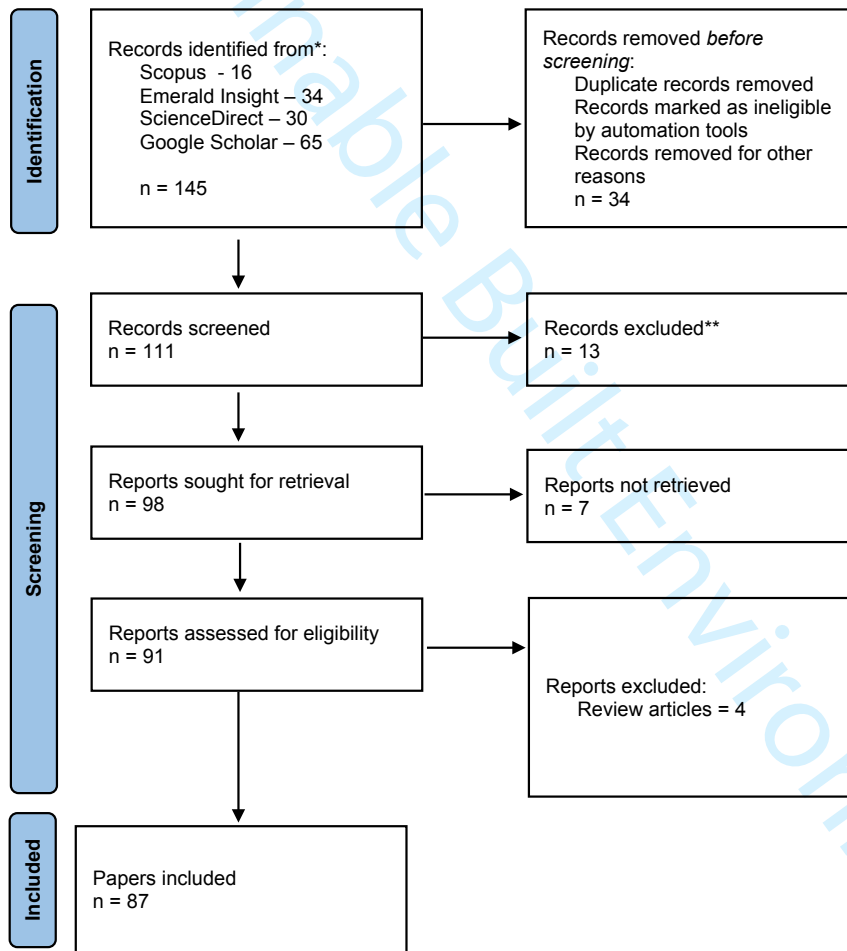 Identification
Records identified from*:
Scopus - 16
Emerald Insight – 34
ScienceDirect – 30
Google Scholar – 65
n = 145
Records removed before
screening:
Duplicate records removed
Records marked as ineligible
by automation tools
Records removed for other
reasons
n = 34
Screening
Records screened
n = 111
Records excluded**
n = 13
Reports sought for retrieval
n = 98
Reports not retrieved
n = 7
Reports assessed for eligibility
n = 91
Reports excluded:
Review articles = 4
Included
Papers included
n = 87
nable Built Environm